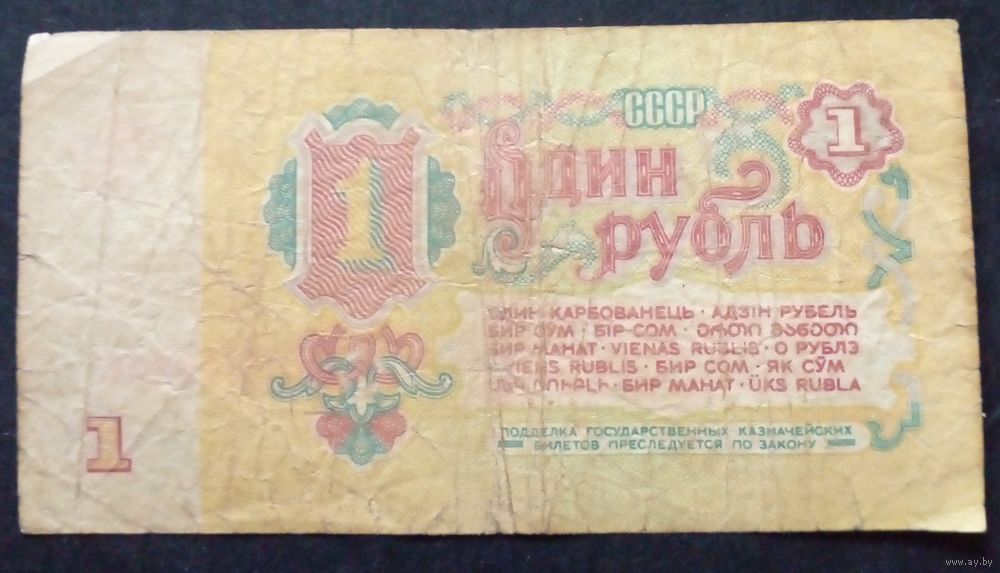 СССР
1
1
Один
рубль
ОДИН КАРБОВАНЕЦЬ · АДЗІН РУБЕЛЬ
БИР СЎМ · БІР СОМ · ᲔᲠᲗᲘ ᲛᲐᲜᲔᲗᲘ
БИР МАНАТ · VIENAS RUBLIS · О РУБЛЭ
VIENS RUBLIS · БИР СОМ · ЯК СӮМ
ՄԵԿ ՌՈՒԲԼԻ · БИР МАНАТ · ÜKS RUBLA
ПОДДЕЛКА ГОСУДАРСТВЕННЫХ КАЗНАЧЕЙСКИХ
БИЛЕТОВ ПРЕСЛЕДУЕТСЯ ПО ЗАКОНУ
1
www.ay.by